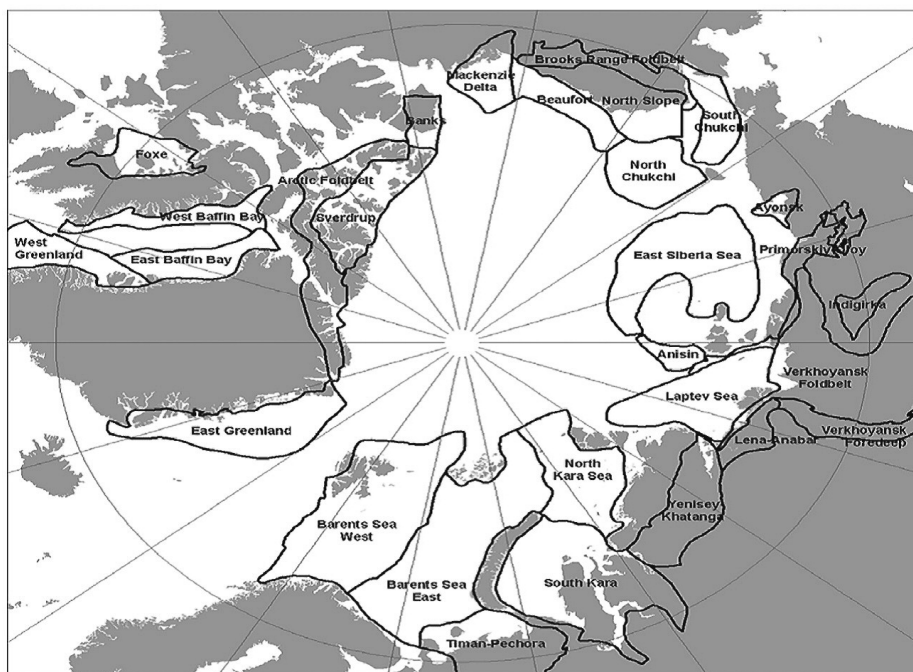 Brooks Range Foldbelt
Mackenzie
Delta
Beaufort
North Slope
South
Chukchi
Banks
Foxe
North
Chukchi
Arctic Foldbelt
Ayonsk
West Baffin Bay
Sverdrup
West
Greenland
East Baffin Bay
East Siberia Sea
Indigirka
Anisin
Verkhoyansk
Foldbelt
Laptev Sea
East Greenland
Lena-Anabar
Verkhoyansk
Foredeep
North
Kara Sea
Yenisey
Khatanga
Barents Sea
West
Barents Sea
East
South Kara
Timan-Pechora